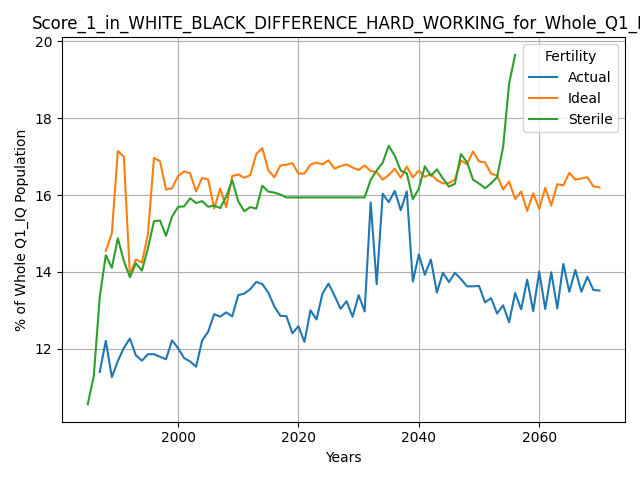 Score_1_in_WHITE_BLACK_DIFFERENCE_HARD_WORKING_for_Whole_Q1_I
20
18
16
14
12
% of Whole Q1_IQ Population
Fertility
Actual
Ideal
Sterile
2000
2020
2040
2060
Years